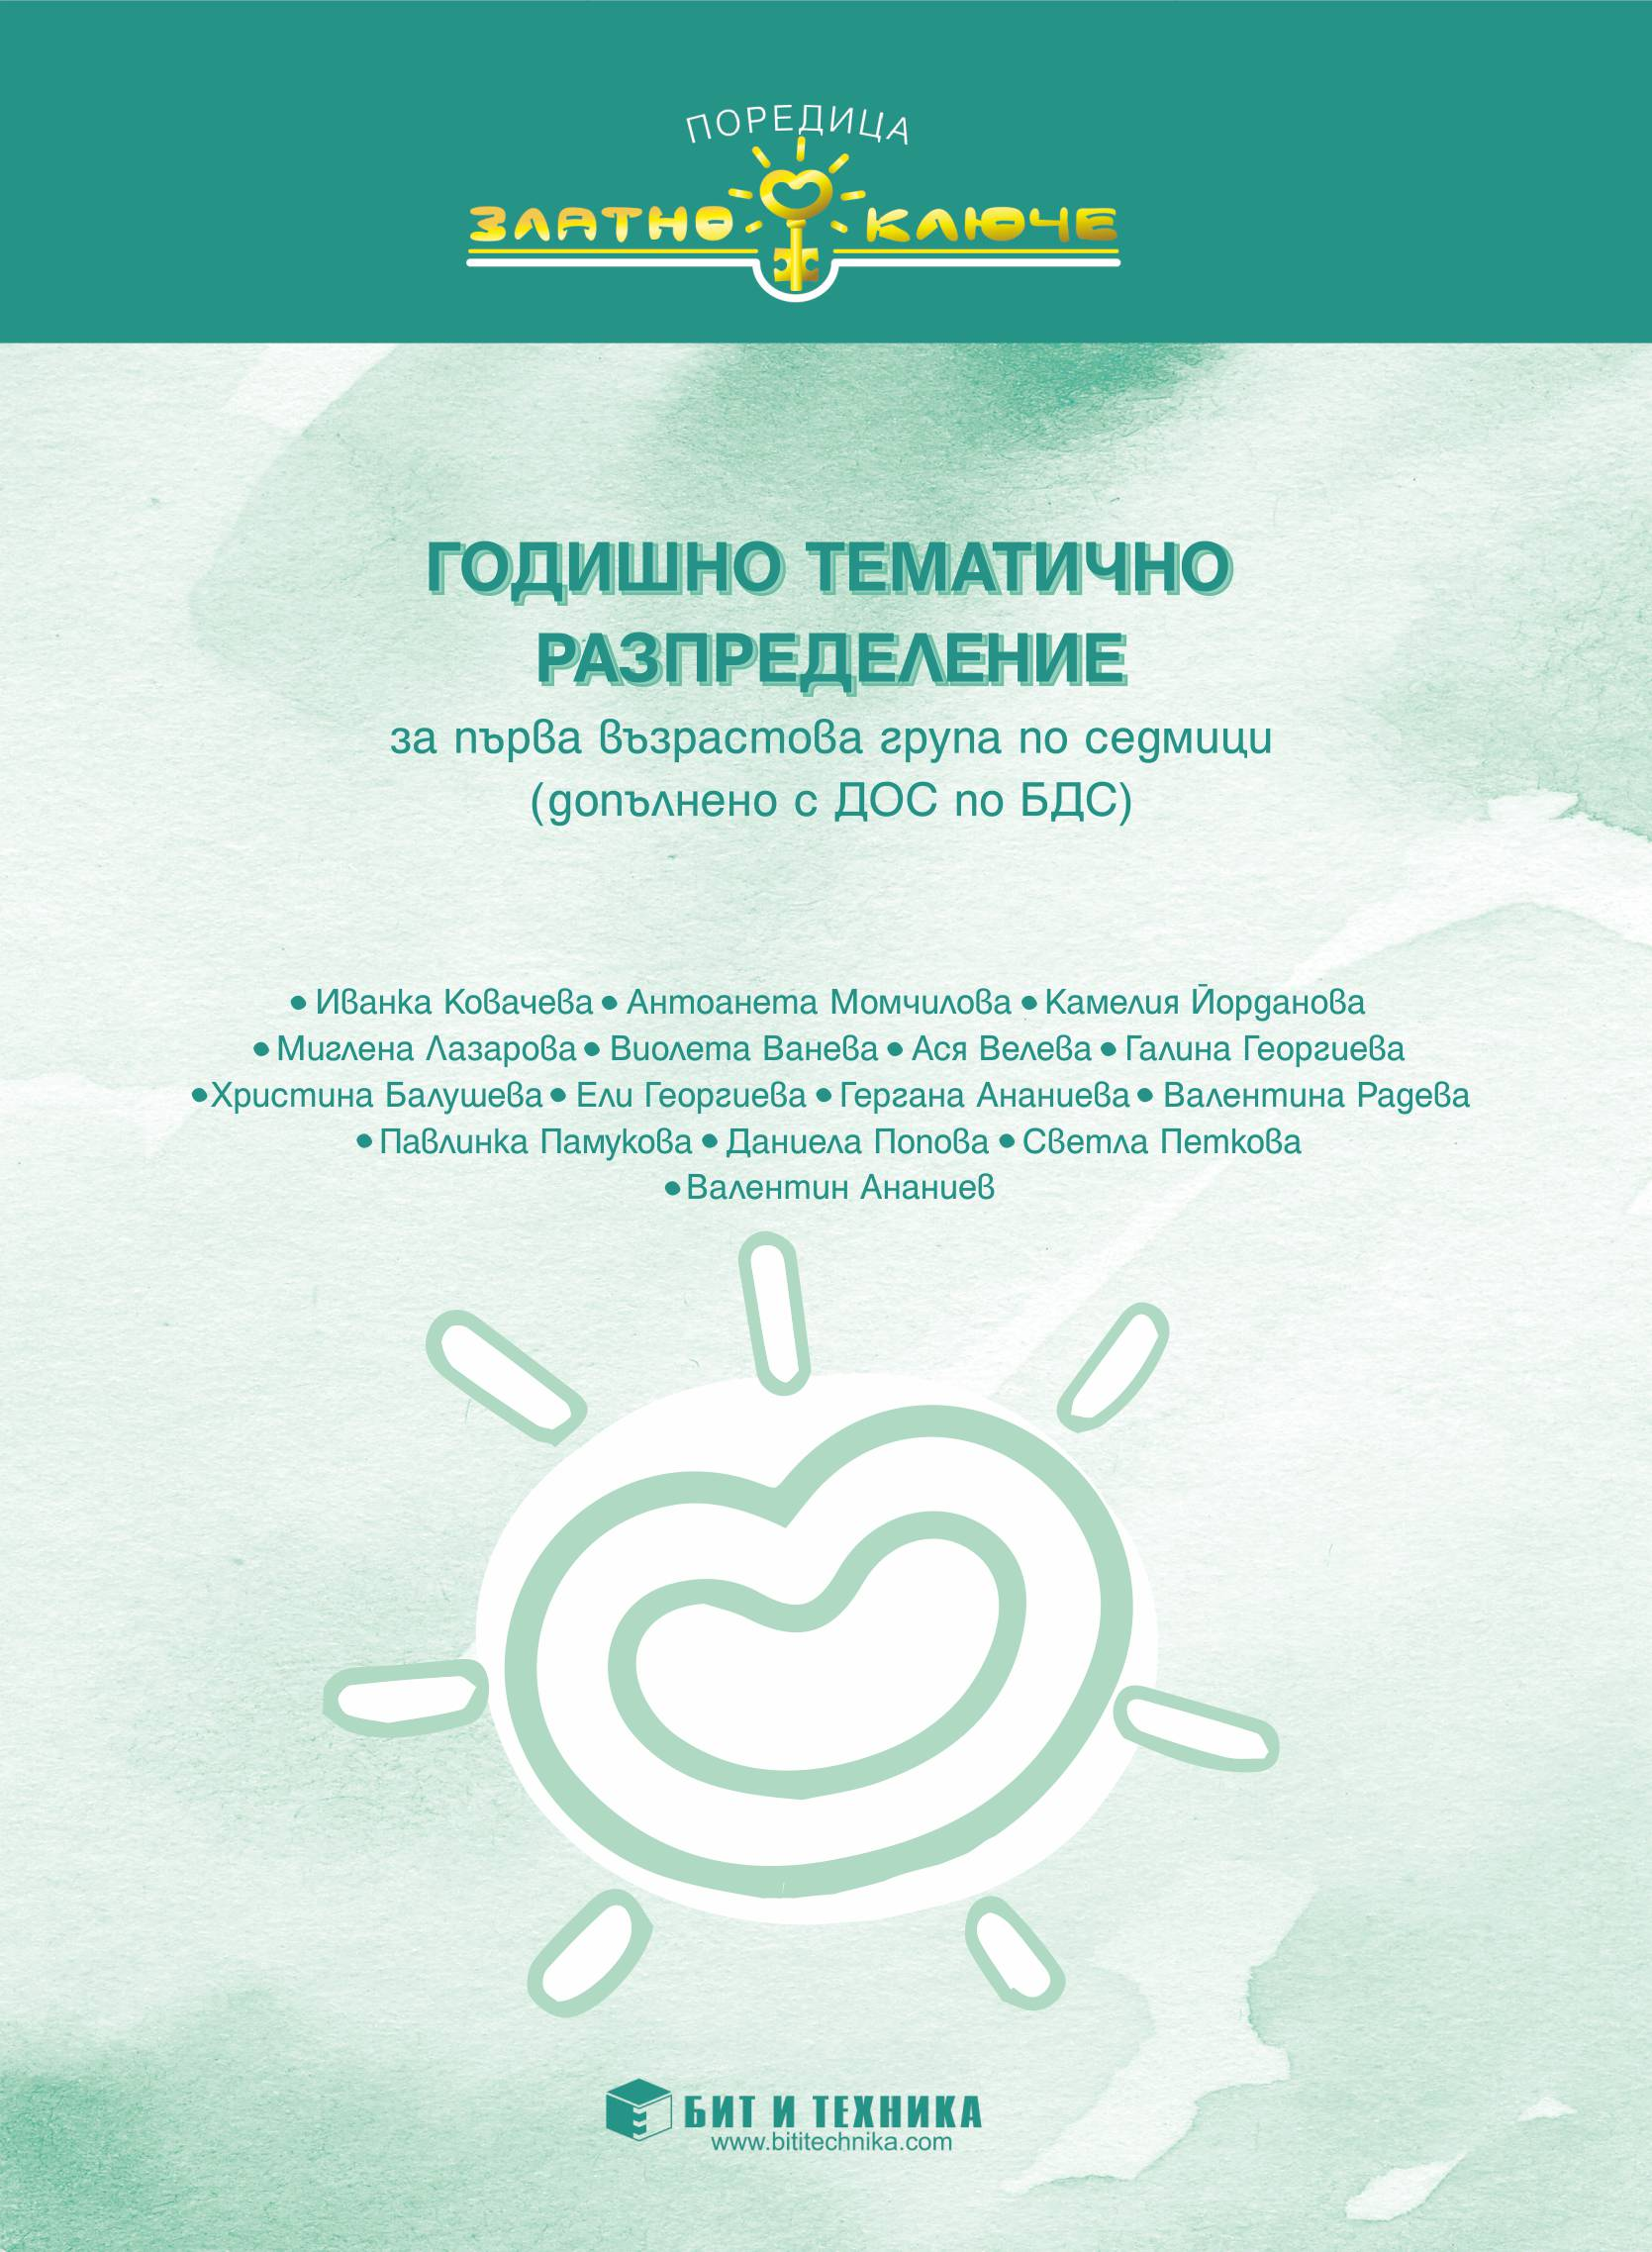 ПОРЕДИЦА
ЗЛАТНО КЛЮЧЕ
ГОДИШНО ТЕМАТИЧНО
РАЗПРЕДЕЛЕНИЕ
за първа възрастова група по седмици
(допълнено с ДОС по БДС)
• Иванка Ковачева • Антоанета Момчилова • Камелия Йорданова
• Миглена Лазарова • Виолета Ванева • Ася Велева • Галина Георгиева
• Христина Балушева • Ели Георгиева • Гергана Ананиева • Валентина Радева
• Павлинка Памукова • Даниела Попова • Светла Петкова
• Валентин Ананиев
БИТ И ТЕХНИКА
www.bititechnika.com